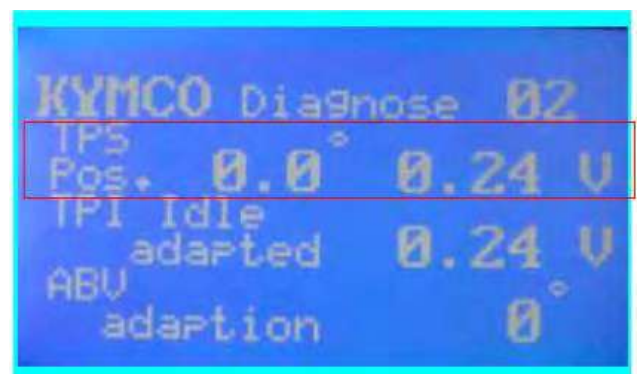 KYMCO Diagnose 02
TPS
Pos. 0.0° 0.24 V
TPI Idle
adapted 0.24 V
ABV
adaption 0°